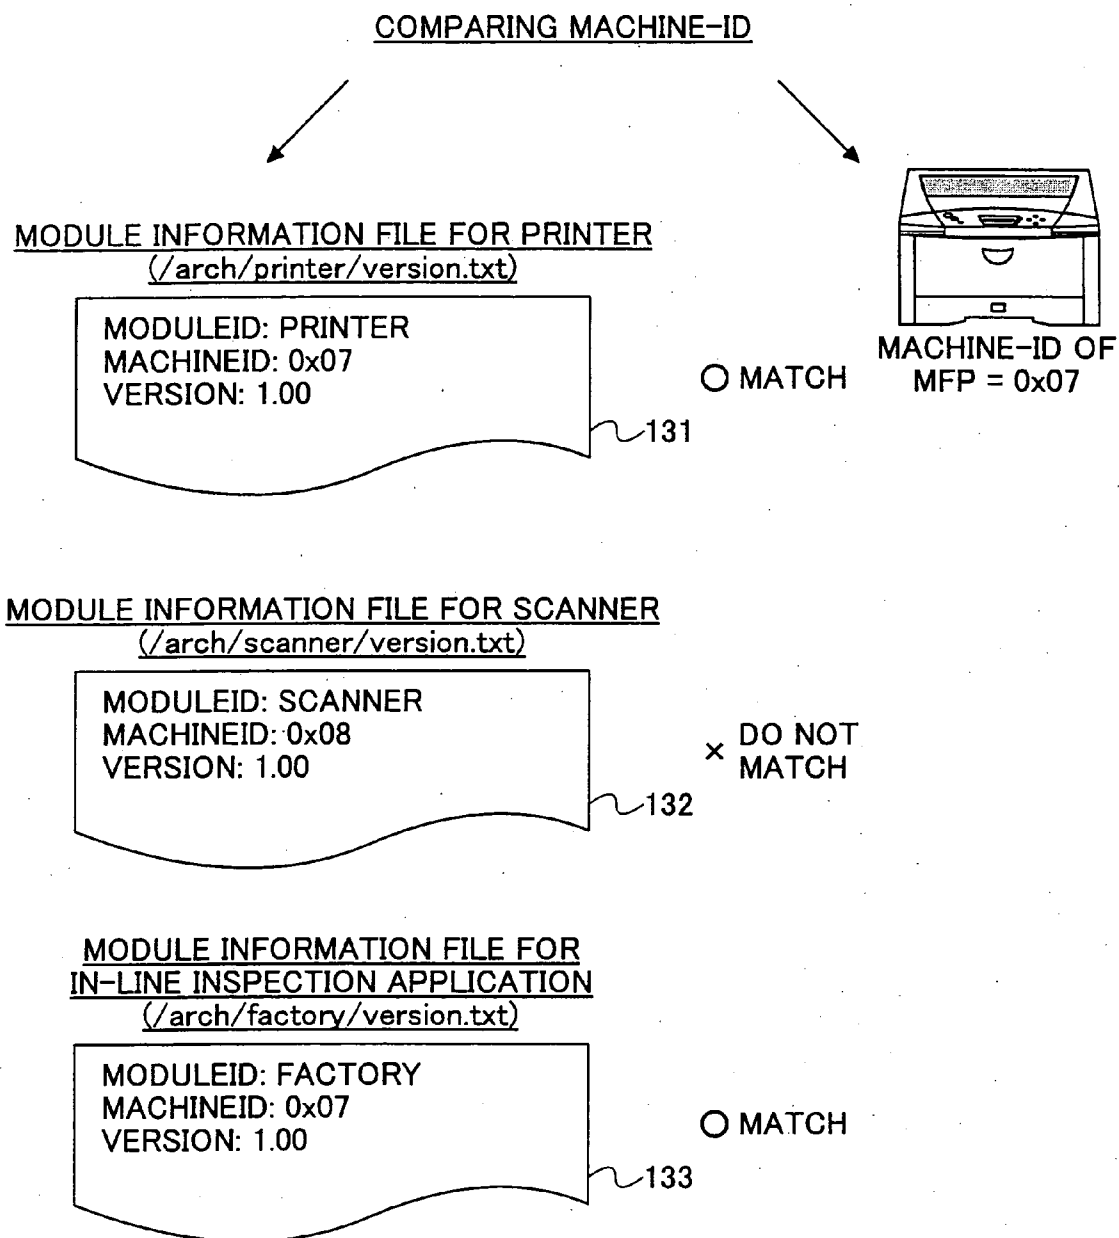 COMPARING MACHINE-ID
MODULE INFORMATION FILE FOR PRINTER
(/arch/printer/version.txt)
MODULEID: PRINTER
MACHINEID: 0x07
VERSION: 1.00
131
○ MATCH
MACHINE-ID OF
MFP = 0x07
MODULE INFORMATION FILE FOR SCANNER
(/arch/scanner/version.txt)
MODULEID: SCANNER
MACHINEID: 0x08
VERSION: 1.00
132
× DO NOT
MATCH
MODULE INFORMATION FILE FOR
IN-LINE INSPECTION APPLICATION
(/arch/factory/version.txt)
MODULEID: FACTORY
MACHINEID: 0x07
VERSION: 1.00
133
○ MATCH